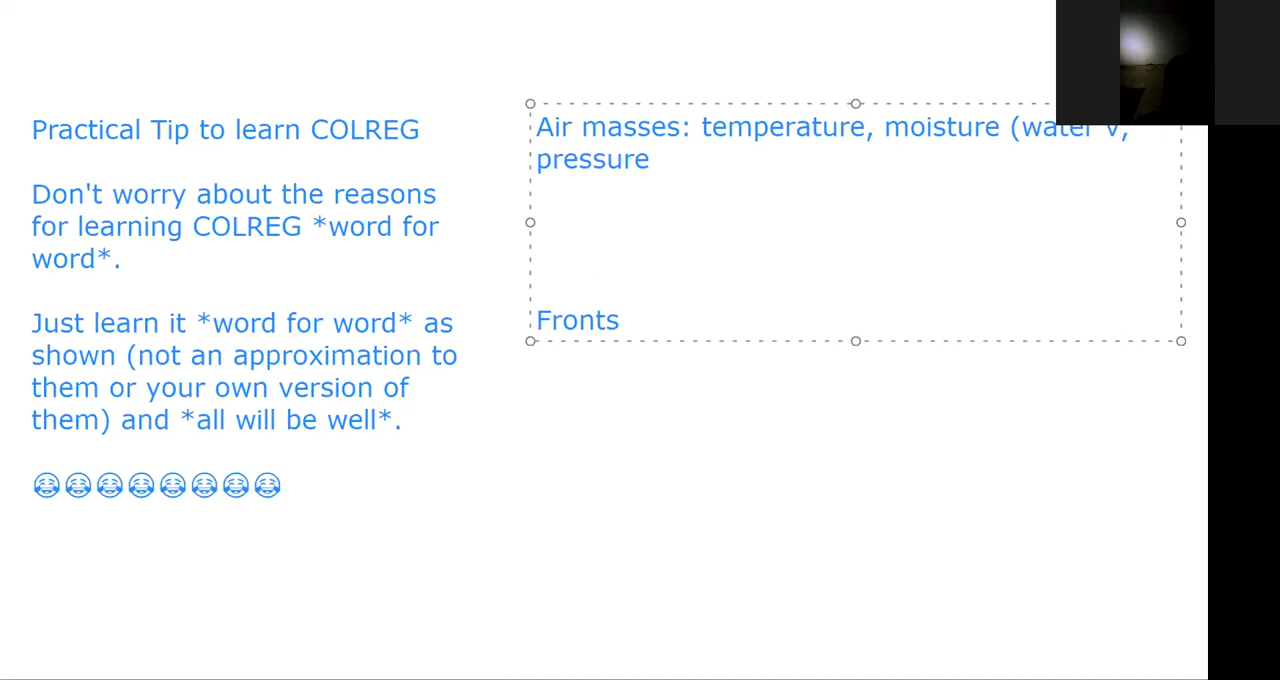 Practical Tip to learn COLREG
Don't worry about the reasons
for learning COLREG *word for
word*.
Just learn it *word for word* as
shown (not an approximation to
them or your own version of
them) and *all will be well*.
😂😂😂😂😂😂😂😂
Air masses: temperature, moisture (water v,
pressure
Fronts